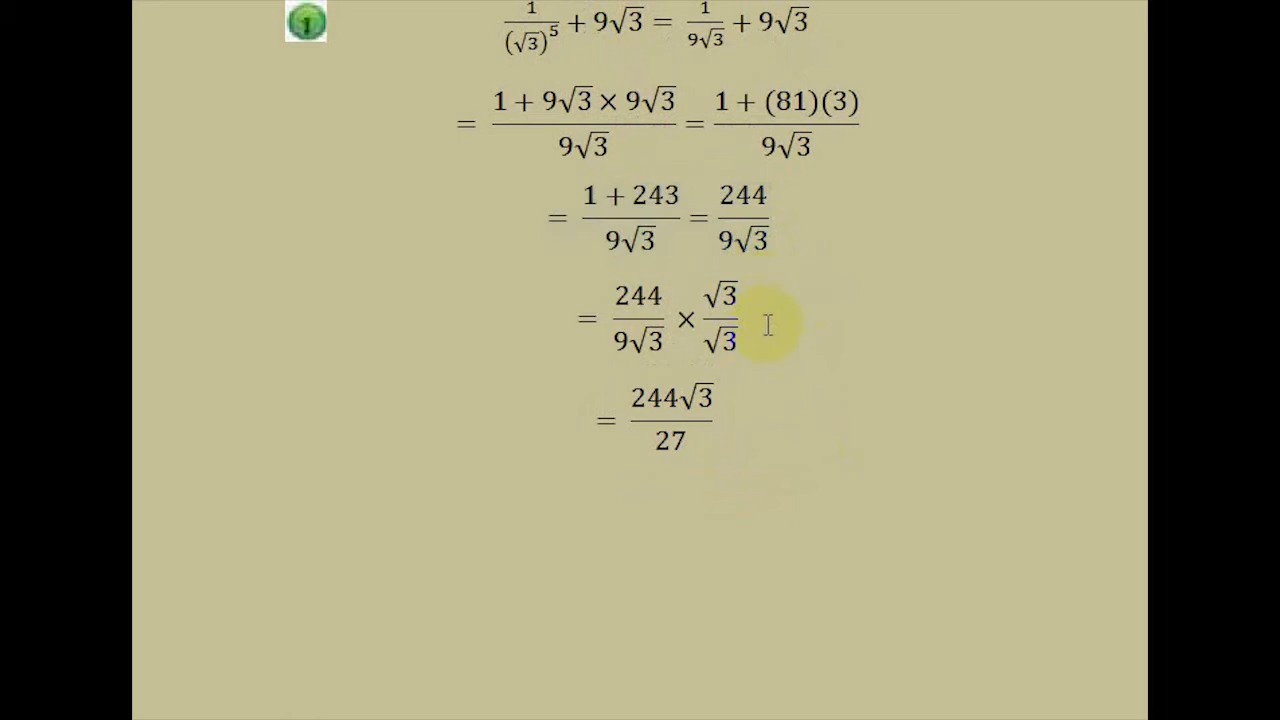 1
1/(√3)^5 + 9√3 = 1/(9√3) + 9√3
= (1 + 9√3 × 9√3)/(9√3) = (1 + (81)(3))/(9√3)
= (1 + 243)/(9√3) = 244/(9√3)
= 244/(9√3) × √3/√3
= 244√3/27